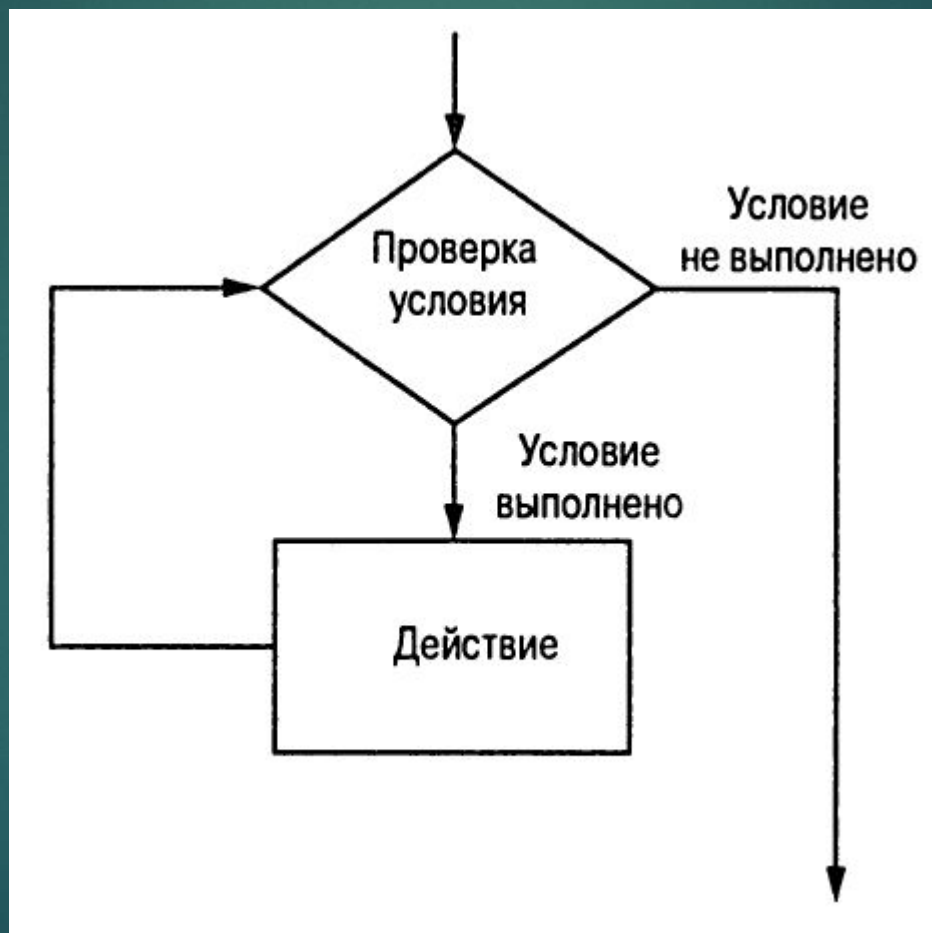 Проверка
условия
Условие
не выполнено
Условие
выполнено
Действие